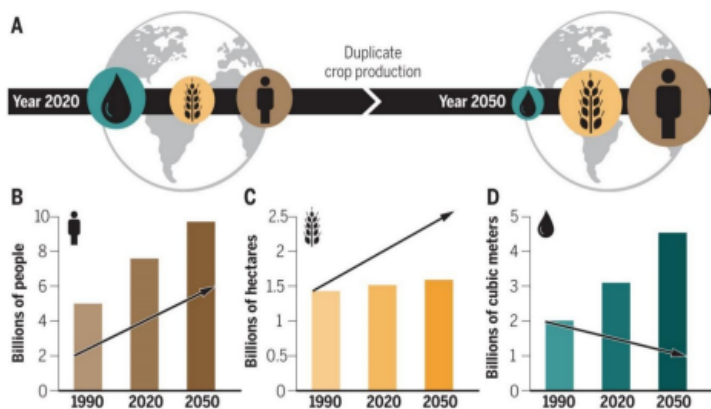 A
Duplicate
crop production
Year 2020
Year 2050
B
C
D
Billions of people
10
8
6
4
2
0
1990
2020
2050
Billions of hectares
2.5
2
1.5
1
0.5
0
1990
2020
2050
Billions of cubic meters
5
4
3
2
1
0
1990
2020
2050